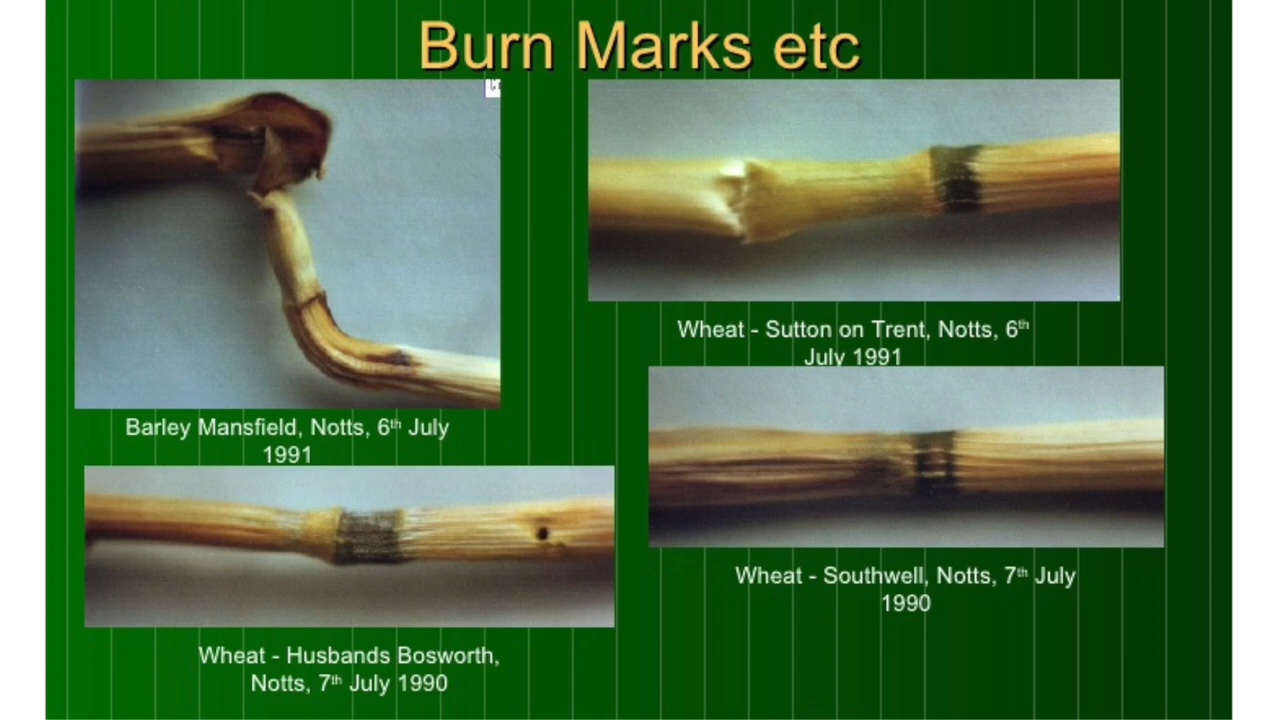 Burn Marks etc
Wheat - Sutton on Trent, Notts, 6th
July 1991
Barley Mansfield, Notts, 6th July
1991
Wheat - Southwell, Notts, 7th July
1990
Wheat - Husbands Bosworth,
Notts, 7th July 1990